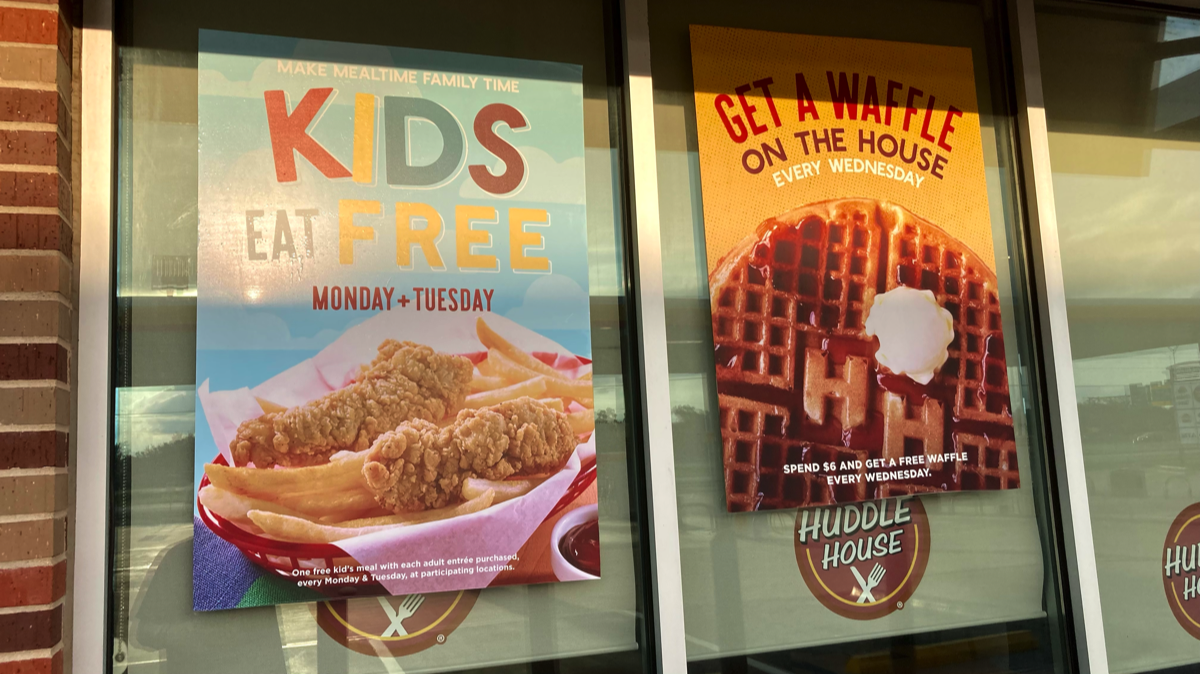 MAKE MEALTIME FAMILY TIME
KIDS
EAT FREE
MONDAY+TUESDAY
One free kid's meal with each adult entrée purchased,
every Monday & Tuesday, at participating locations.
®
GET A WAFFLE
ON THE HOUSE
EVERY WEDNESDAY
H
H
SPEND $6 AND GET A FREE WAFFLE
EVERY WEDNESDAY.
HUDDLE
HOUSE
®
HU
HO